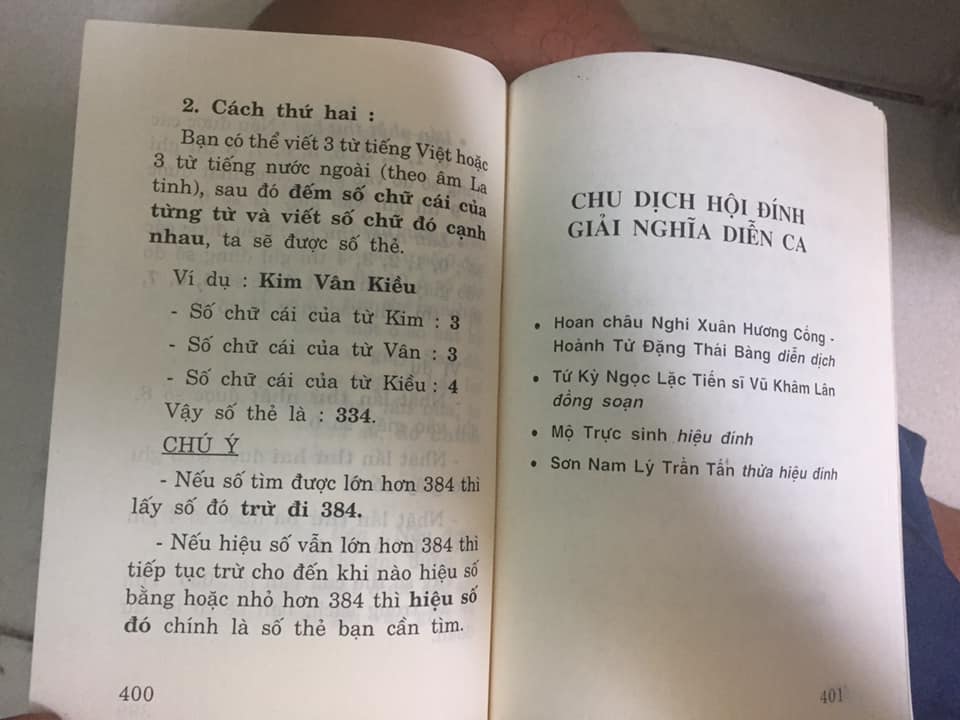 2. Cách thứ hai :
Bạn có thể viết 3 từ tiếng Việt hoặc
3 từ tiếng nước ngoài (theo âm La
tinh), sau đó đếm số chữ cái của
từng từ và viết số chữ đó cạnh
nhau, ta sẽ được số thẻ.
Ví dụ : Kim Vân Kiều
- Số chữ cái của từ Kim : 3
- Số chữ cái của từ Vân : 3
- Số chữ cái của từ Kiều : 4
Vậy số thẻ là : 334.
CHÚ Ý
- Nếu số tìm được lớn hơn 384 thì
lấy số đó trừ đi 384.
- Nếu hiệu số vẫn lớn hơn 384 thì
tiếp tục trừ cho đến khi nào hiệu số
bằng hoặc nhỏ hơn 384 thì hiệu số
đó chính là số thẻ bạn cần tìm.
400
CHU DỊCH HỘI ĐÍNH
GIẢI NGHĨA DIỄN CA
• Hoan châu Nghi Xuân Hương Cống -
Hoành Tử Đặng Thái Bàng diễn dịch
• Tứ Kỳ Ngọc Lặc Tiến sĩ Vũ Khâm Lân
đồng soạn
• Mộ Trực sinh hiệu đính
• Sơn Nam Lý Trần Tấn thừa hiệu đính
401